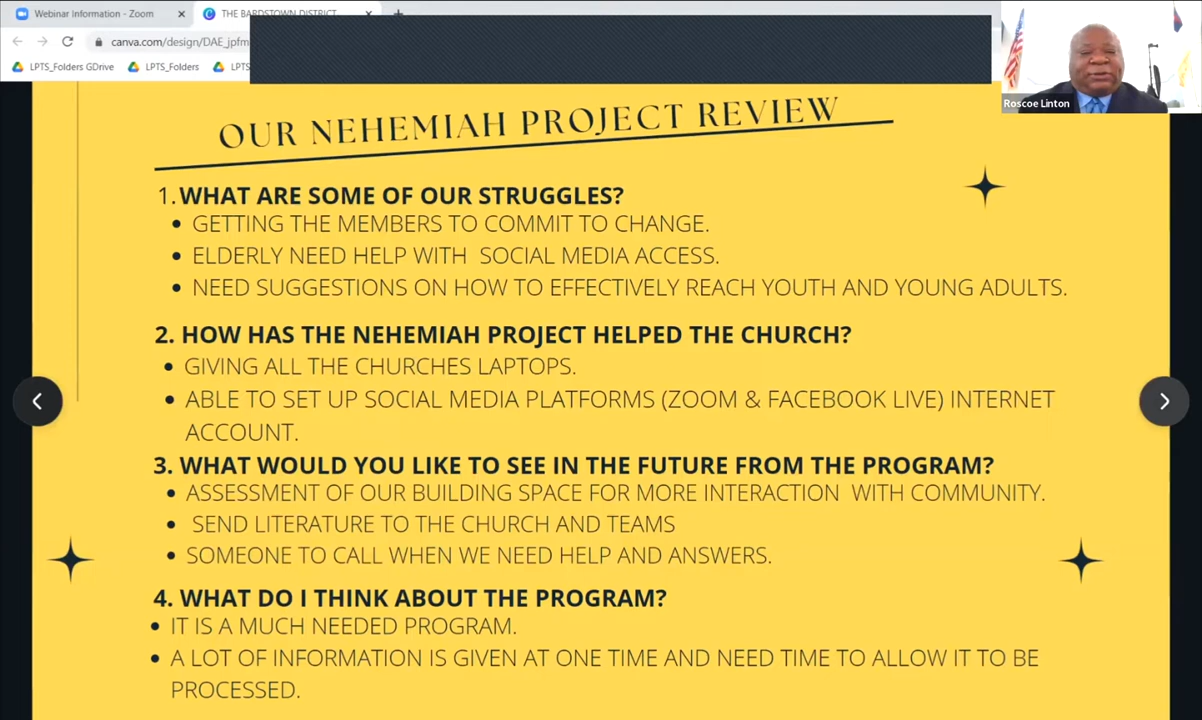 Webinar Information - Zoom
THE BARDSTOWN DISTRICT
canva.com/design/DAE_jpfm
LPTS_Folders GDrive
LPTS_Folders
LPTS
Roscoe Linton
OUR NEHEMIAH PROJECT REVIEW
1.WHAT ARE SOME OF OUR STRUGGLES?
• GETTING THE MEMBERS TO COMMIT TO CHANGE.
• ELDERLY NEED HELP WITH SOCIAL MEDIA ACCESS.
• NEED SUGGESTIONS ON HOW TO EFFECTIVELY REACH YOUTH AND YOUNG ADULTS.
2. HOW HAS THE NEHEMIAH PROJECT HELPED THE CHURCH?
• GIVING ALL THE CHURCHES LAPTOPS.
• ABLE TO SET UP SOCIAL MEDIA PLATFORMS (ZOOM & FACEBOOK LIVE) INTERNET
ACCOUNT.
3. WHAT WOULD YOU LIKE TO SEE IN THE FUTURE FROM THE PROGRAM?
• ASSESSMENT OF OUR BUILDING SPACE FOR MORE INTERACTION WITH COMMUNITY.
• SEND LITERATURE TO THE CHURCH AND TEAMS
• SOMEONE TO CALL WHEN WE NEED HELP AND ANSWERS.
4. WHAT DO I THINK ABOUT THE PROGRAM?
• IT IS A MUCH NEEDED PROGRAM.
• A LOT OF INFORMATION IS GIVEN AT ONE TIME AND NEED TIME TO ALLOW IT TO BE
PROCESSED.